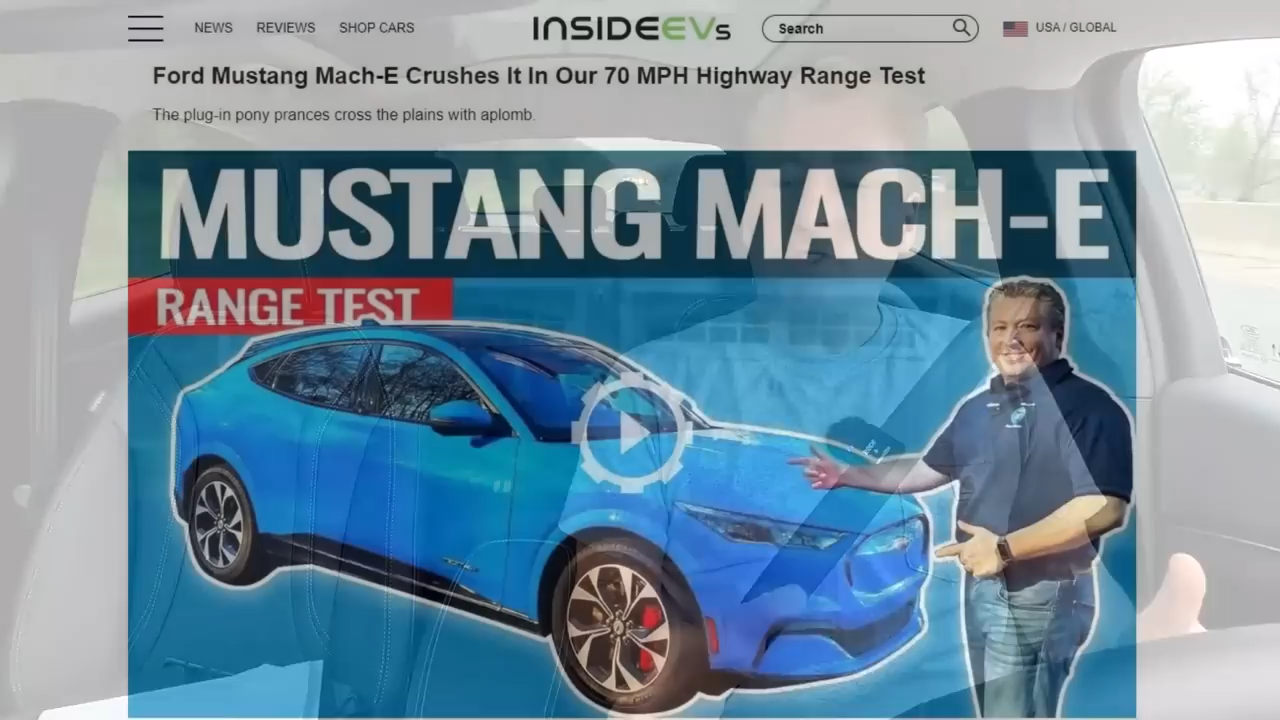 NEWS REVIEWS SHOP CARS INSIDEEVs Search USA / GLOBAL
Ford Mustang Mach-E Crushes It In Our 70 MPH Highway Range Test
The plug-in pony prances cross the plains with aplomb.
MUSTANG MACH-E
RANGE TEST